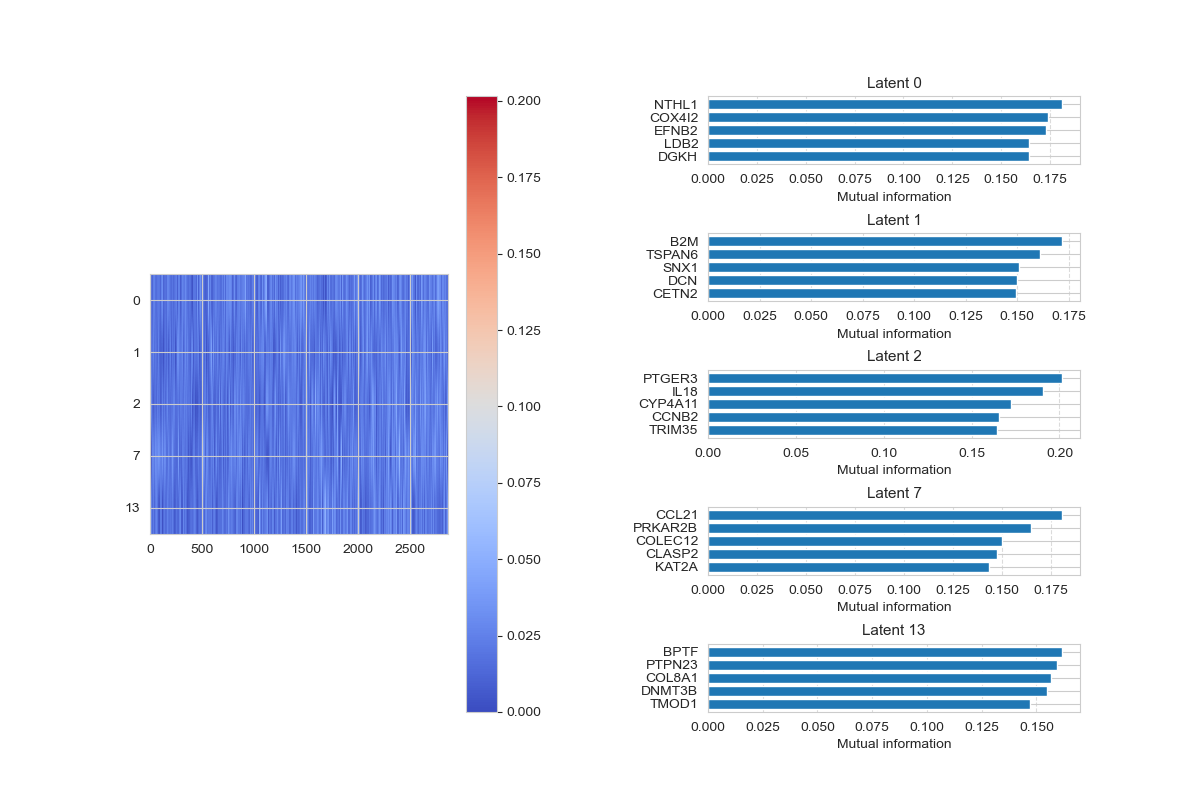 0
1
2
7
13
0 500 1000 1500 2000 2500
0.200
0.175
0.150
0.125
0.100
0.075
0.050
0.025
0.000
Latent 0
NTHL1
COX4I2
EFNB2
LDB2
DGKH
0.000 0.025 0.050 0.075 0.100 0.125 0.150 0.175
Mutual information
Latent 1
B2M
TSPAN6
SNX1
DCN
CETN2
0.000 0.025 0.050 0.075 0.100 0.125 0.150 0.175
Mutual information
Latent 2
PTGER3
IL18
CYP4A11
CCNB2
TRIM35
0.00 0.05 0.10 0.15 0.20
Mutual information
Latent 7
CCL21
PRKAR2B
COLEC12
CLASP2
KAT2A
0.000 0.025 0.050 0.075 0.100 0.125 0.150 0.175
Mutual information
Latent 13
BPTF
PTPN23
COL8A1
DNMT3B
TMOD1
0.000 0.025 0.050 0.075 0.100 0.125 0.150
Mutual information